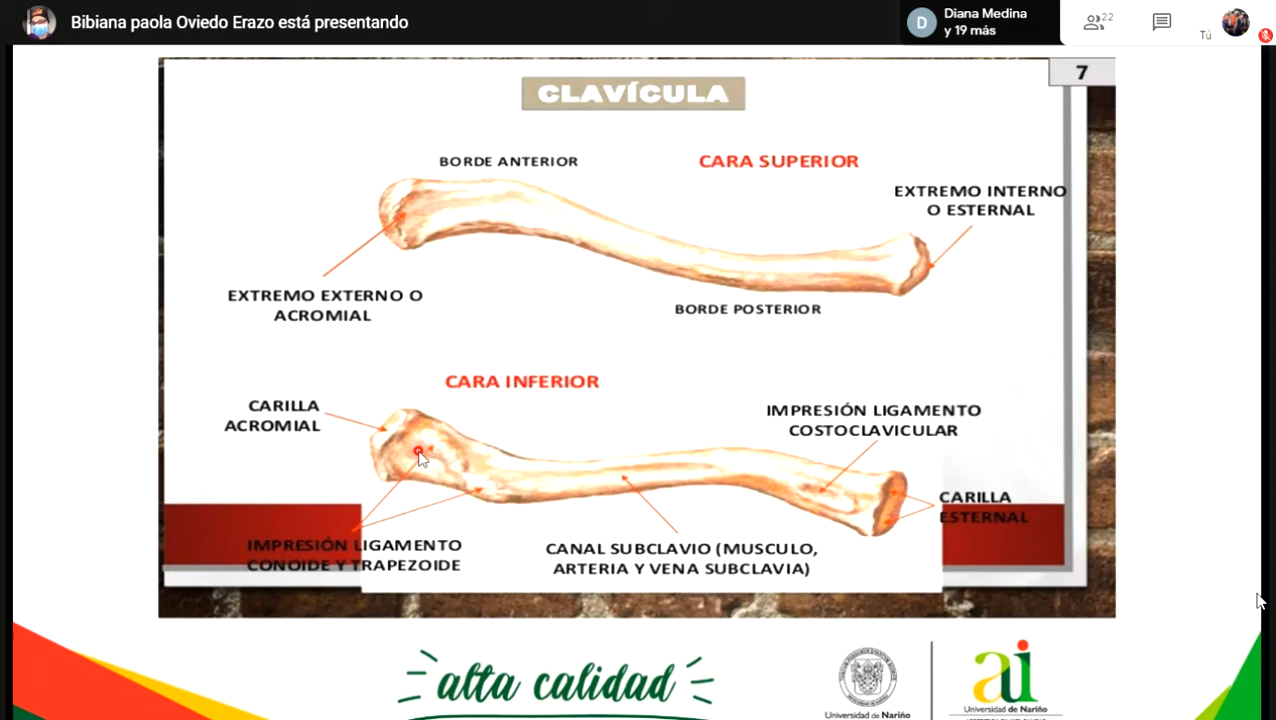 Bibiana paola Oviedo Erazo está presentando
D
Diana Medina
y 19 más
22
Tú
7
CLAVÍCULA
BORDE ANTERIOR
CARA SUPERIOR
EXTREMO INTERNO
O ESTERNAL
EXTREMO EXTERNO O
ACROMIAL
BORDE POSTERIOR
CARA INFERIOR
CARILLA
ACROMIAL
IMPRESIÓN LIGAMENTO
COSTOCLAVICULAR
CARILLA
ESTERNAL
IMPRESIÓN LIGAMENTO
CONOIDE Y TRAPEZOIDE
CANAL SUBCLAVIO (MUSCULO,
ARTERIA Y VENA SUBCLAVIA)
alta calidad
Universidad de Nariño
ai
Universidad de Nariño